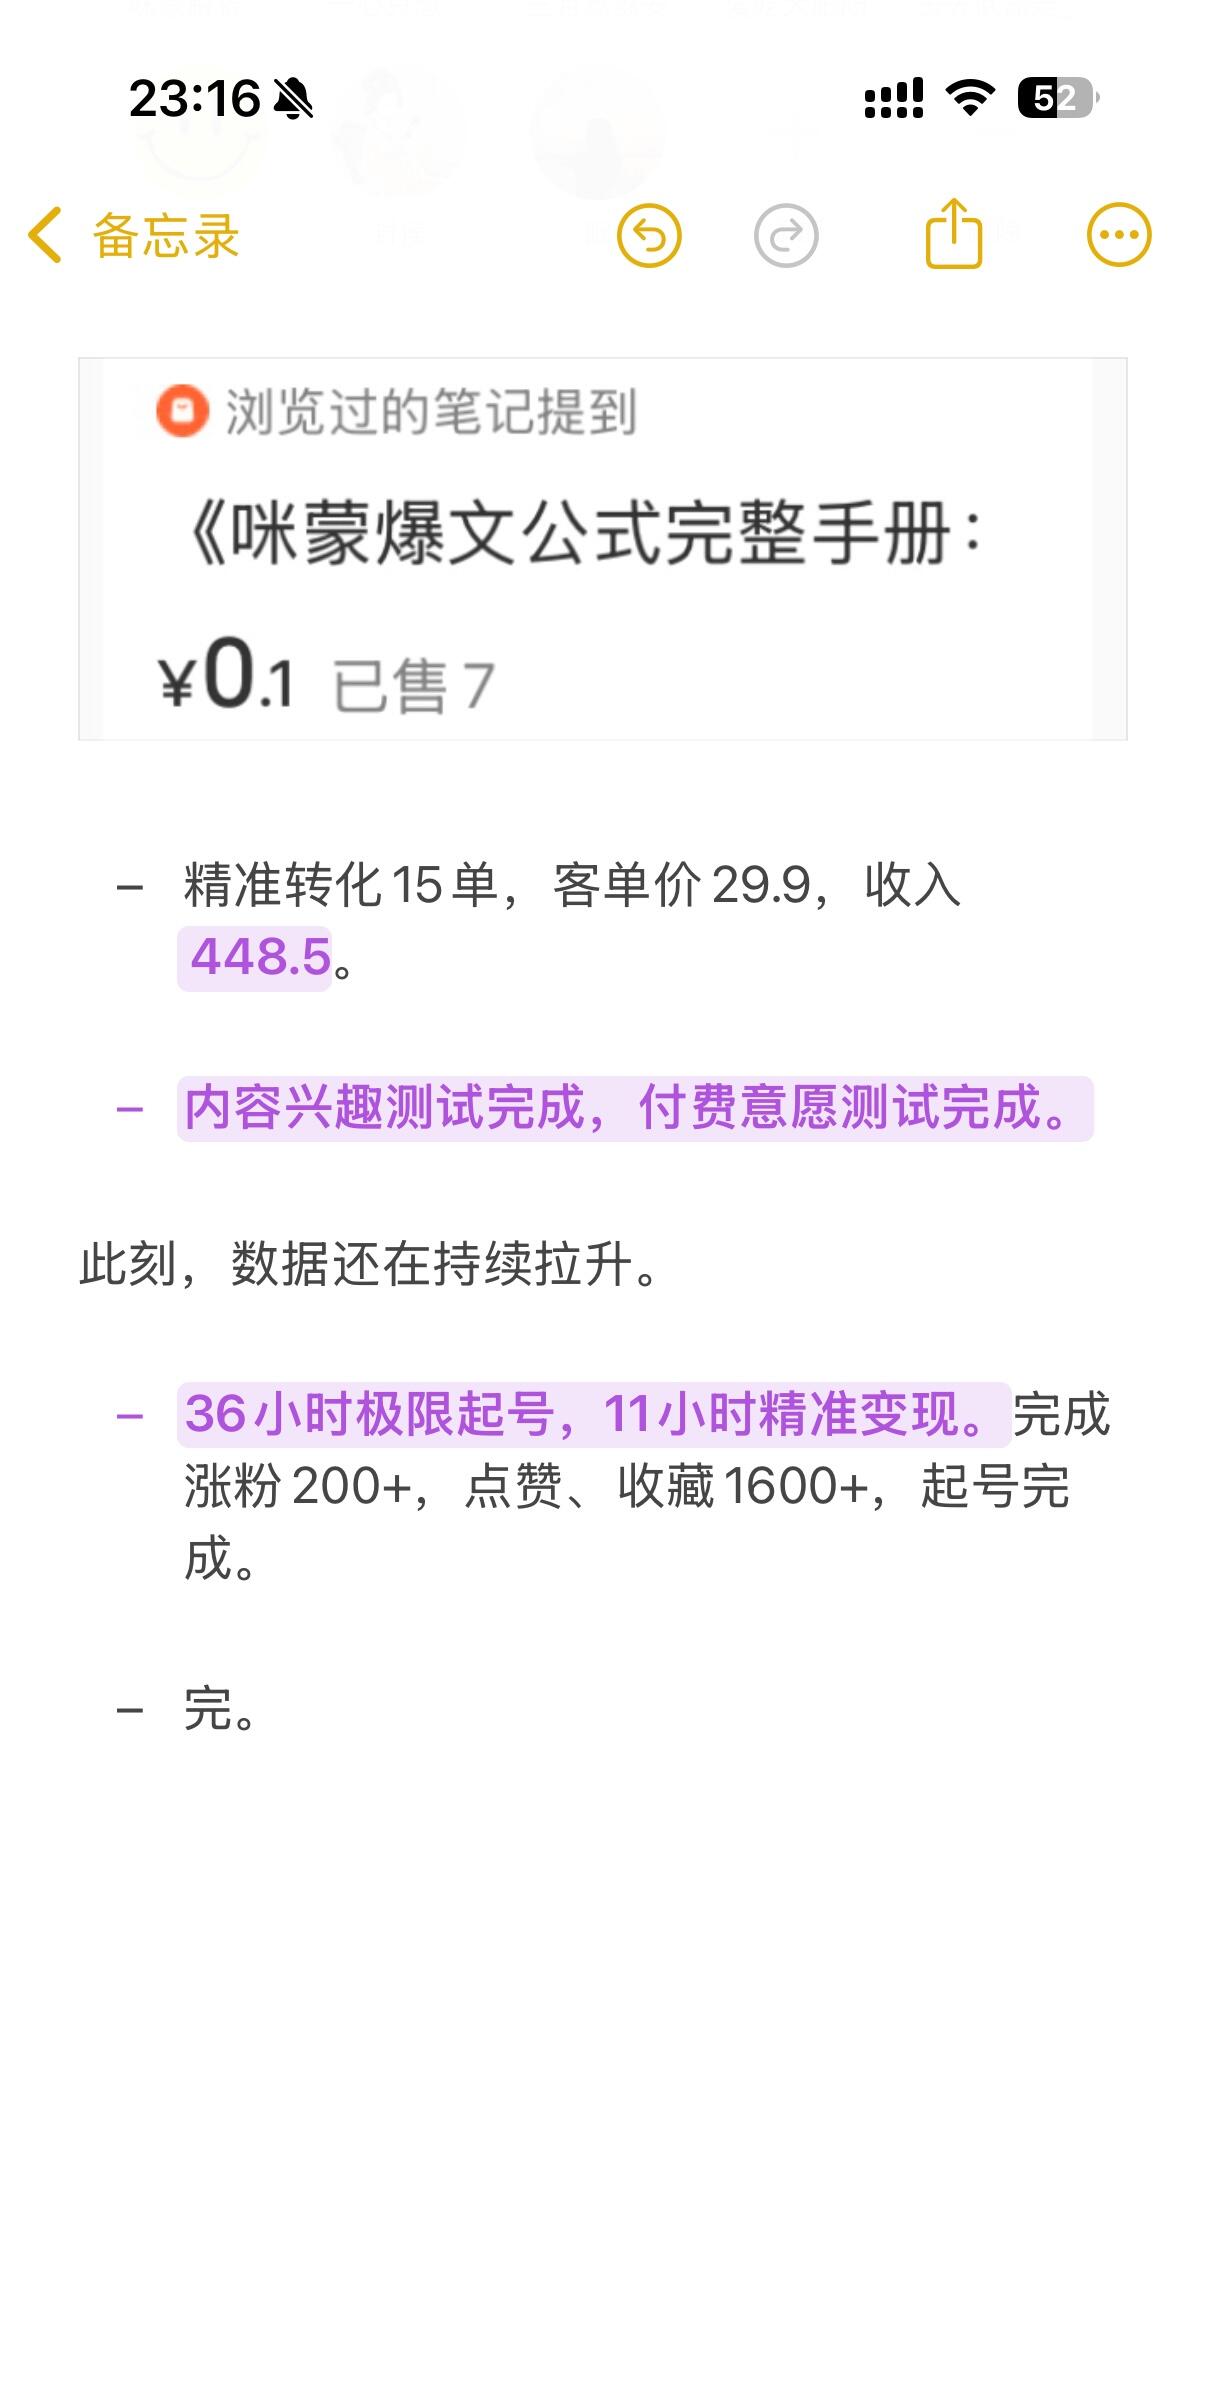 23:16
52
备忘录
浏览过的笔记提到
《咪蒙爆文公式完整手册：
¥0.1 已售 7
– 精准转化 15 单，客单价 29.9，收入
448.5。
– 内容兴趣测试完成，付费意愿测试完成。
此刻，数据还在持续拉升。
– 36 小时极限起号，11 小时精准变现。完成
涨粉 200+，点赞、收藏 1600+，起号完
成。
– 完。